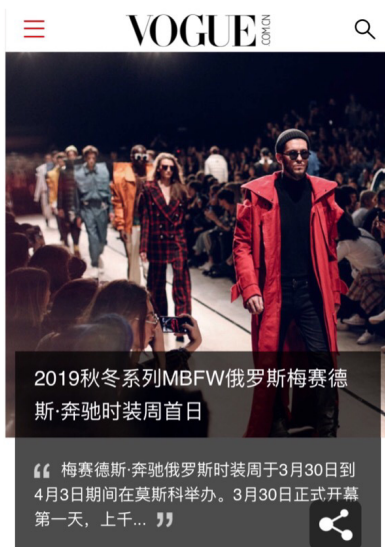 VOGUE COM.CN
2019秋冬系列MBFW俄罗斯梅赛德
斯·奔驰时装周首日
“ 梅赛德斯·奔驰俄罗斯时装周于3月30日到
4月3日期间在莫斯科举办。3月30日正式开幕
第一天，上千... ”